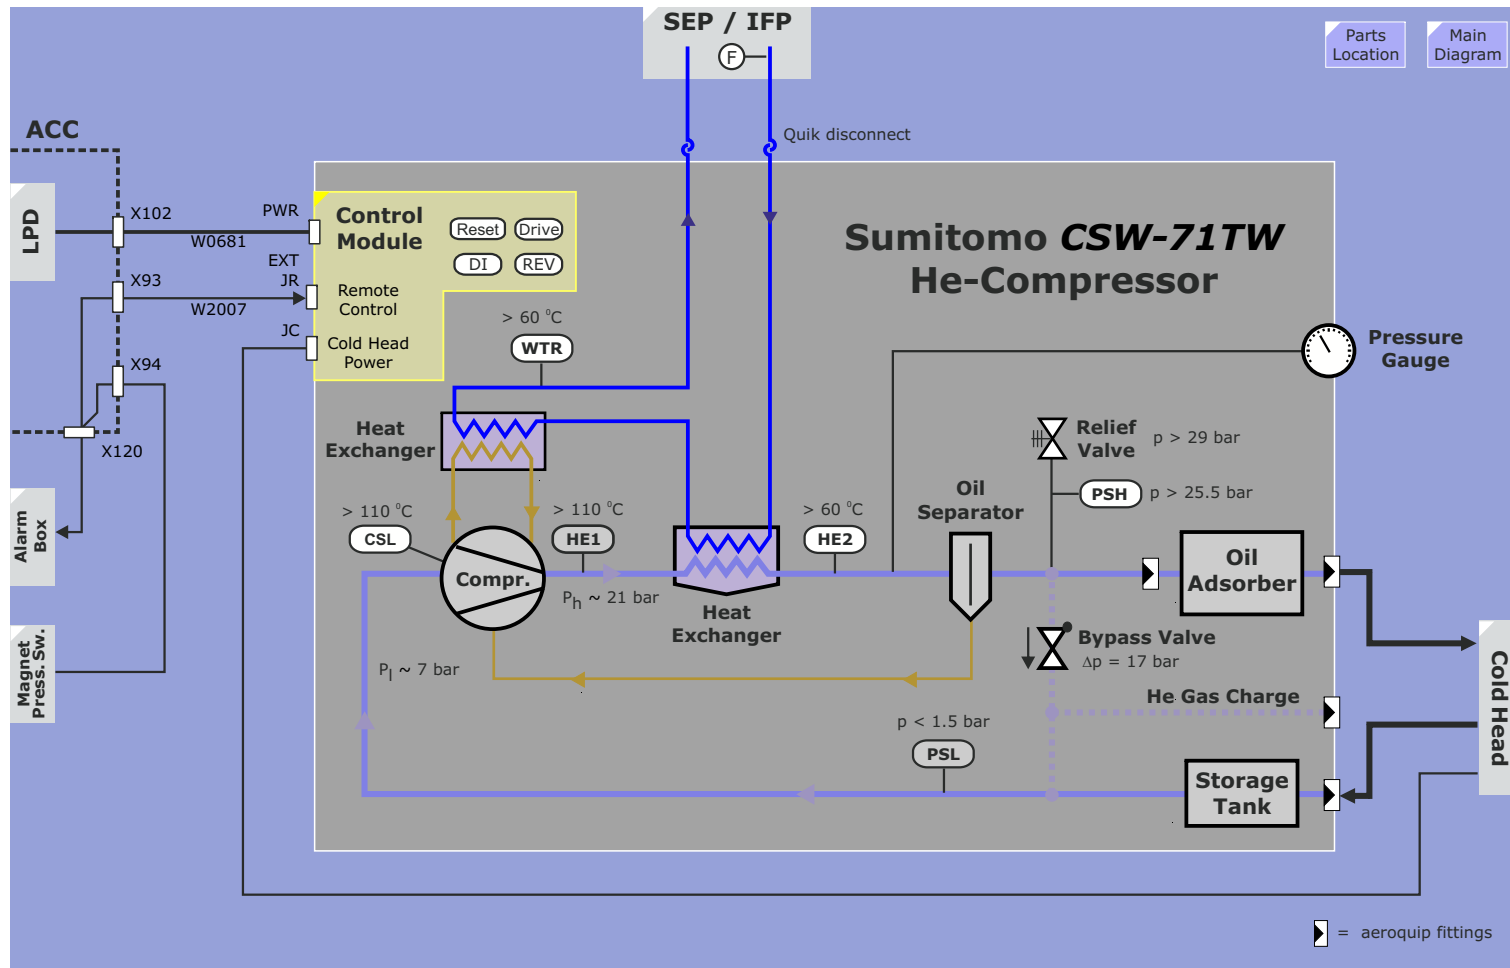 SEP / IFP
F
Parts
Location
Main
Diagram
Quik disconnect
ACC
LPD
X102
PWR
W0681
X93
EXT
JR
W2007
JC
X94
X120
Control
Module
Reset
Drive
DI
REV
Remote
Control
Cold Head
Power
Sumitomo CSW-71TW
He-Compressor
> 60 °C
WTR
Pressure
Gauge
Heat
Exchanger
Relief
Valve
p > 29 bar
PSH
p > 25.5 bar
Oil
Separator
> 110 °C
CSL
> 110 °C
HE1
> 60 °C
HE2
Alarm
Box
Compr.
Ph ~ 21 bar
Heat
Exchanger
Oil
Adsorber
Bypass Valve
Δp = 17 bar
Magnet
Press. Sw.
Pl ~ 7 bar
He Gas Charge
p < 1.5 bar
PSL
Storage
Tank
Cold Head
= aeroquip fittings